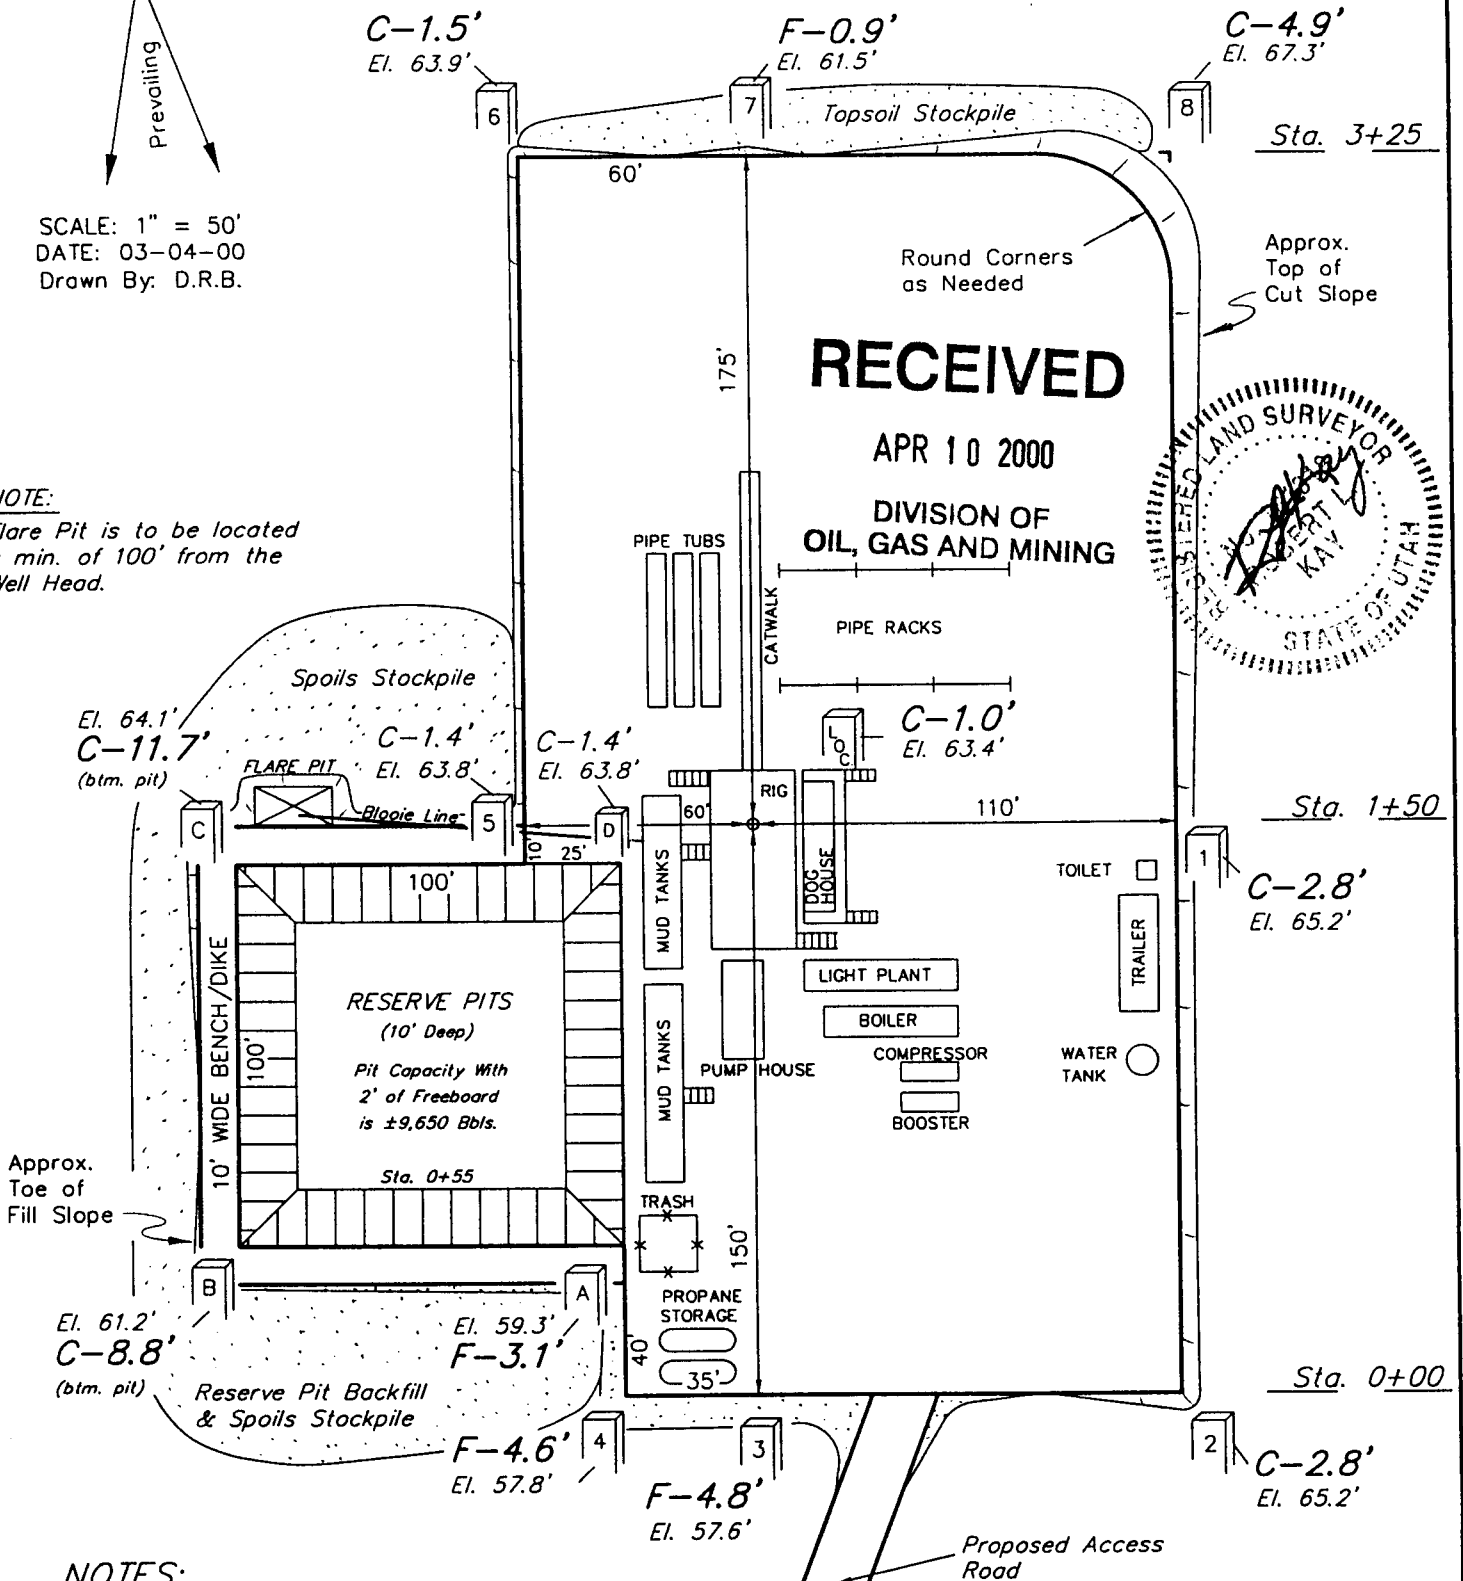 C-1.5'
El. 63.9'
F-0.9'
El. 61.5'
C-4.9'
El. 67.3'
Prevailing
6
7
8
Topsoil Stockpile
Sta. 3+25
60'
SCALE: 1" = 50'
DATE: 03-04-00
Drawn By: D.R.B.
Round Corners
as Needed
Approx.
Top of
Cut Slope
175'
RECEIVED
APR 10 2000
DIVISION OF
OIL, GAS AND MINING
REGISTERED LAND SURVEYOR
ROBERT L.
KAY
STATE OF UTAH
NOTE:
Flare Pit is to be located
a min. of 100' from the
Well Head.
PIPE TUBS
CATWALK
PIPE RACKS
Spoils Stockpile
El. 64.1'
C-11.7'
(btm. pit)
C-1.4'
El. 63.8'
C-1.4'
El. 63.8'
LOC.
C-1.0'
El. 63.4'
FLARE PIT
Blooie Line
C
5
D
60'
RIG
110'
Sta. 1+50
10'
25'
DOG
HOUSE
1
C-2.8'
El. 65.2'
TOILET
TRAILER
100'
MUD TANKS
LIGHT PLANT
BOILER
10' WIDE BENCH/DIKE
100'
RESERVE PITS
(10' Deep)
Pit Capacity With
2' of Freeboard
is ±9,650 Bbls.
Sta. 0+55
MUD TANKS
PUMP HOUSE
COMPRESSOR
BOOSTER
WATER
TANK
Approx.
Toe of
Fill Slope
TRASH
150'
B
A
El. 61.2'
C-8.8'
(btm. pit)
El. 59.3'
F-3.1'
PROPANE
STORAGE
40'
35'
Reserve Pit Backfill
& Spoils Stockpile
Sta. 0+00
4
3
2
F-4.6'
El. 57.8'
F-4.8'
El. 57.6'
C-2.8'
El. 65.2'
Proposed Access
Road
NOTES: